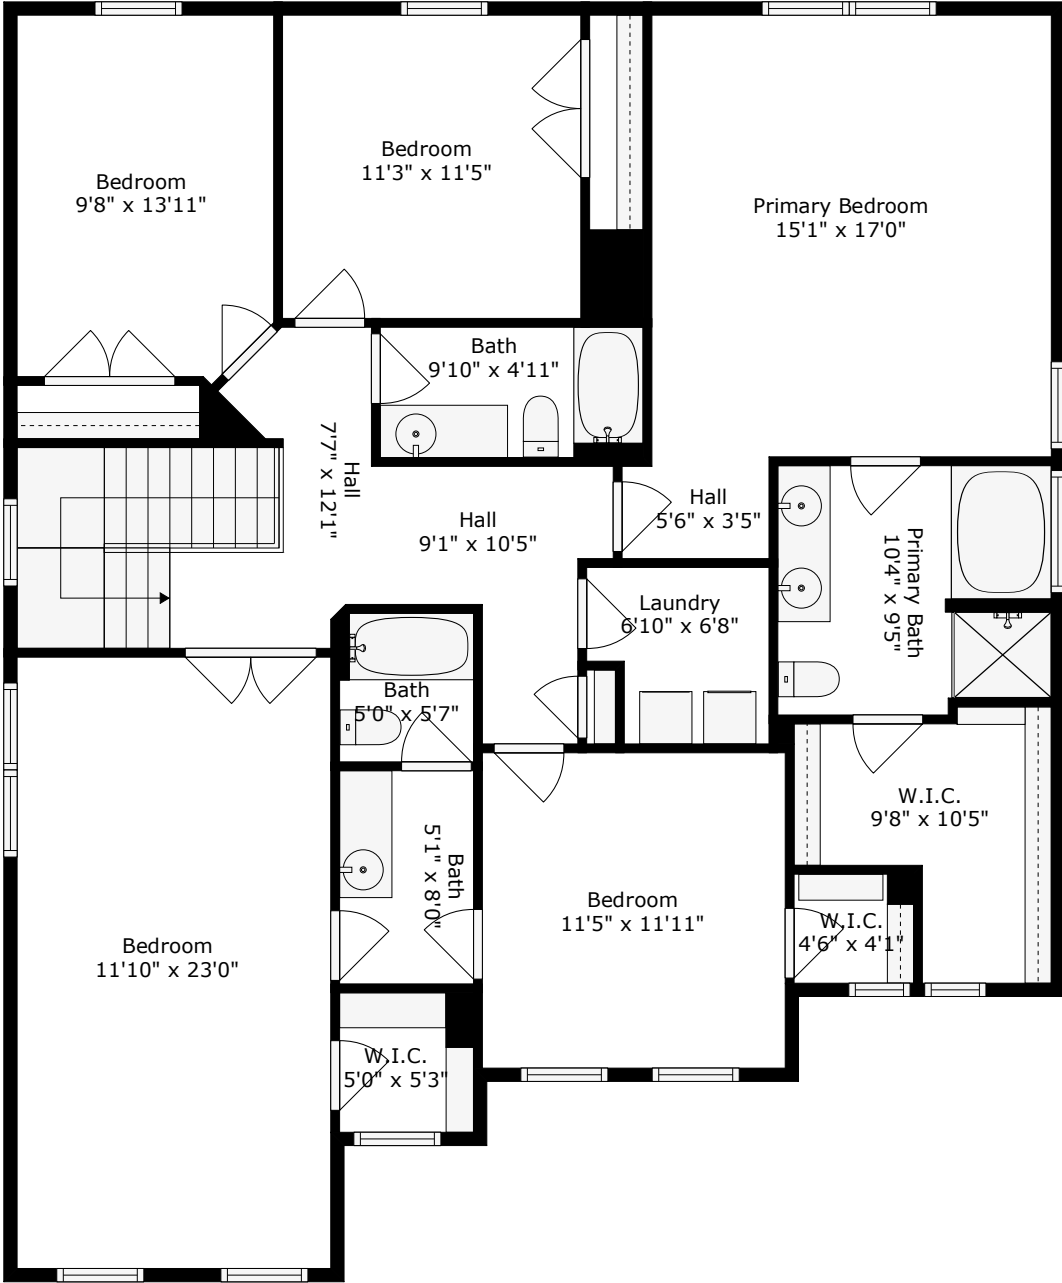 Bedroom
9'8" x 13'11"
Bedroom
11'3" x 11'5"
Primary Bedroom
15'1" x 17'0"
Bath
9'10" x 4'11"
Hall
7'7" x 12'1"
Hall
9'1" x 10'5"
Hall
5'6" x 3'5"
Primary Bath
10'4" x 9'5"
Laundry
6'10" x 6'8"
Bath
5'0" x 5'7"
W.I.C.
9'8" x 10'5"
Bath
5'1" x 8'0"
Bedroom
11'5" x 11'11"
W.I.C.
4'6" x 4'1"
Bedroom
11'10" x 23'0"
W.I.C.
5'0" x 5'3"